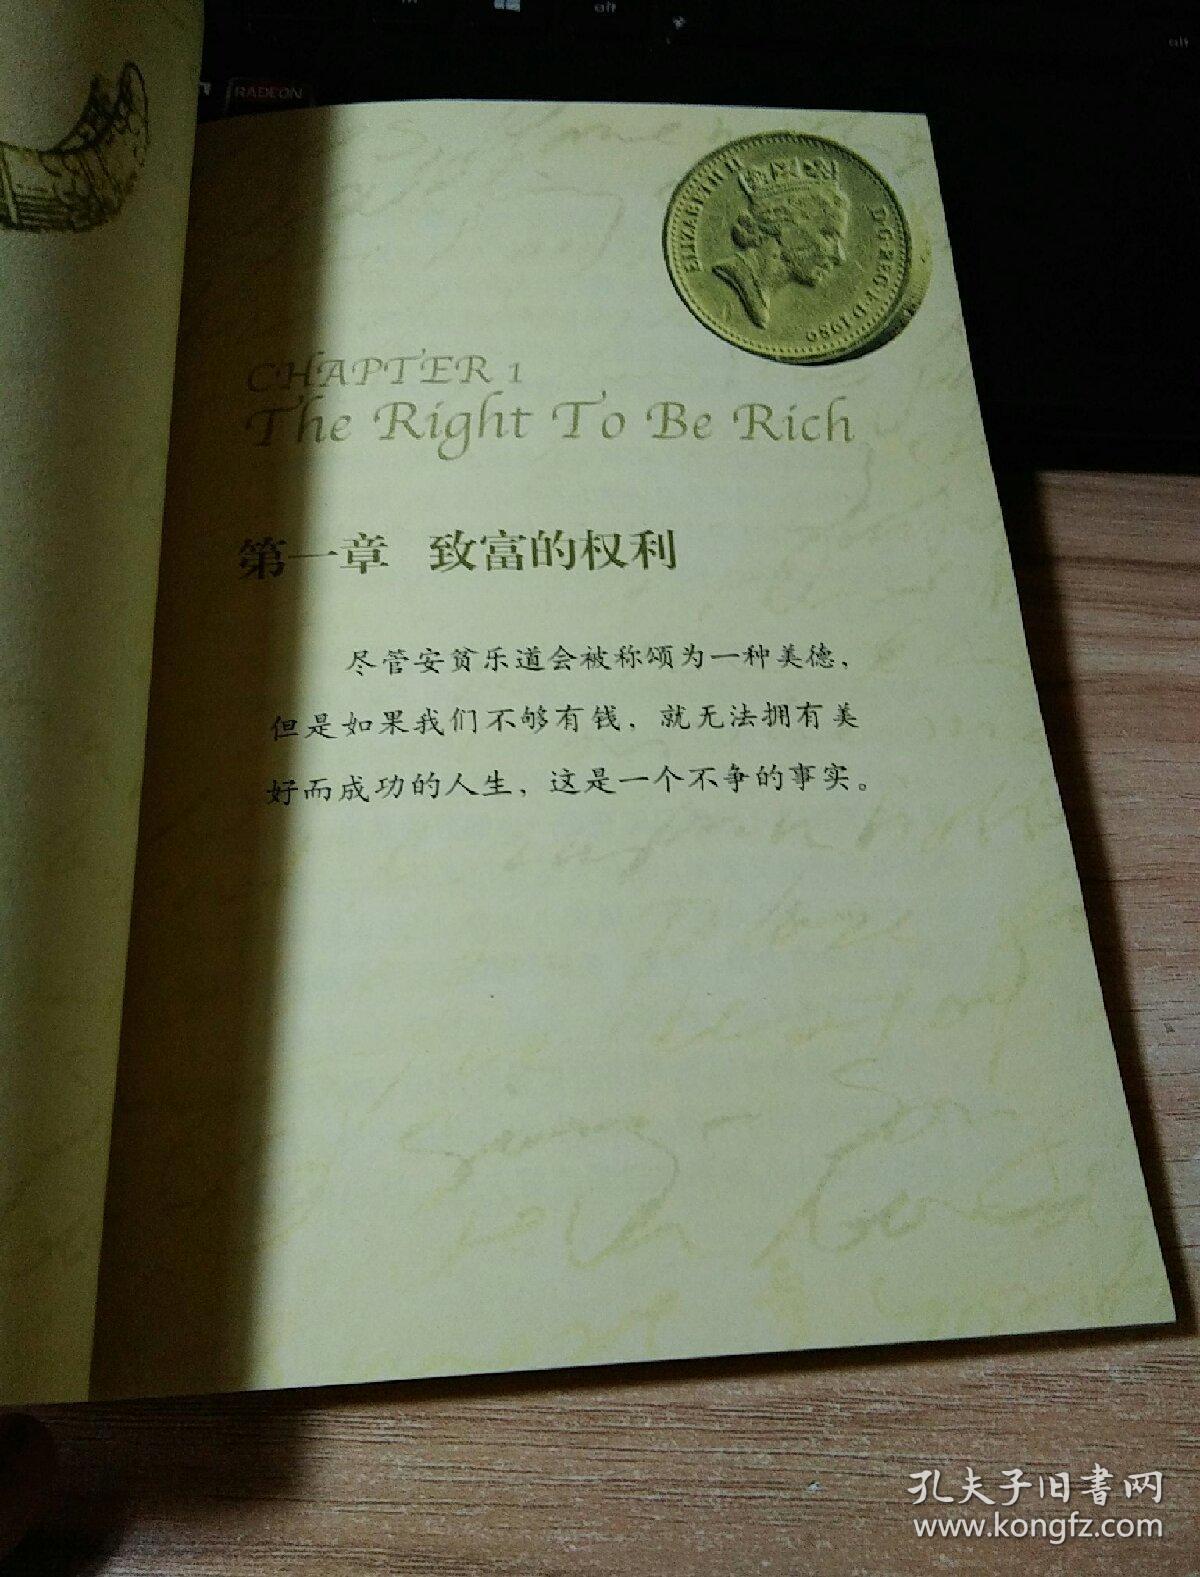 alt
alt
RADEON
ELIZABETH II D·G·REG·F·D·1980
CHAPTER 1
The Right To Be Rich
第一章 致富的权利
尽管安贫乐道会被称颂为一种美德，
但是如果我们不够有钱，就无法拥有美
好而成功的人生，这是一个不争的事实。
孔夫子旧书网
www.kongfz.com